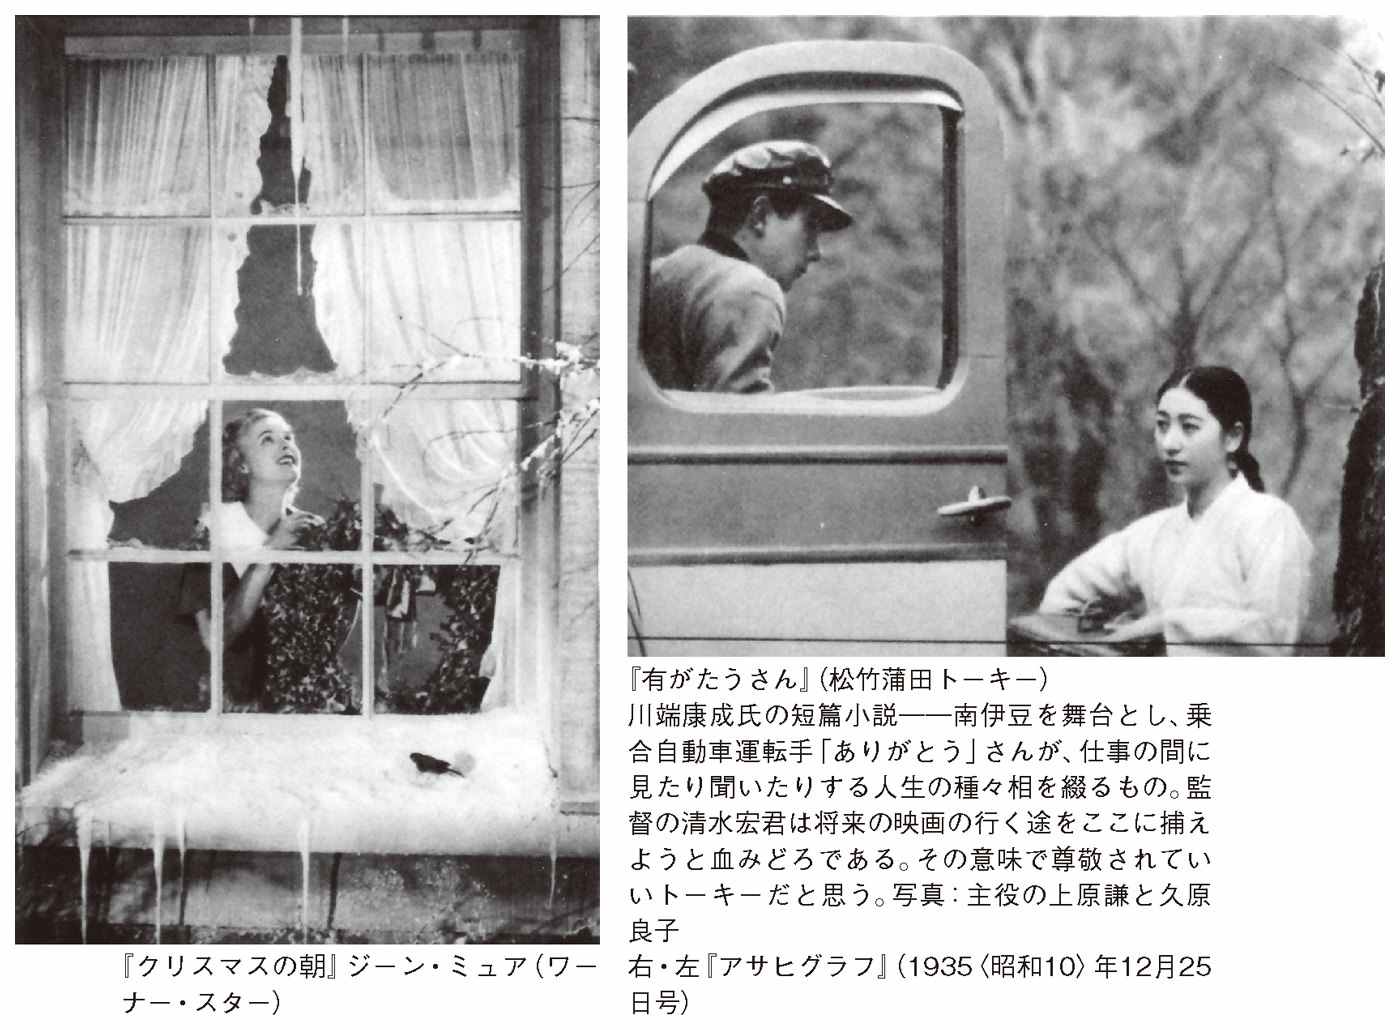 『有がたうさん』（松竹蒲田トーキー）
川端康成氏の短篇小説――南伊豆を舞台とし、乗
合自動車運転手「ありがとう」さんが、仕事の間に
見たり聞いたりする人生の種々相を綴るもの。監
督の清水宏君は将来の映画の行く途をここに捕え
ようと血みどろである。その意味で尊敬されてい
いトーキーだと思う。写真：主役の上原謙と久原
良子
右・左『アサヒグラフ』（1935〈昭和10〉年12月25
日号）
『クリスマスの朝』ジーン・ミュア（ワー
ナー・スター）